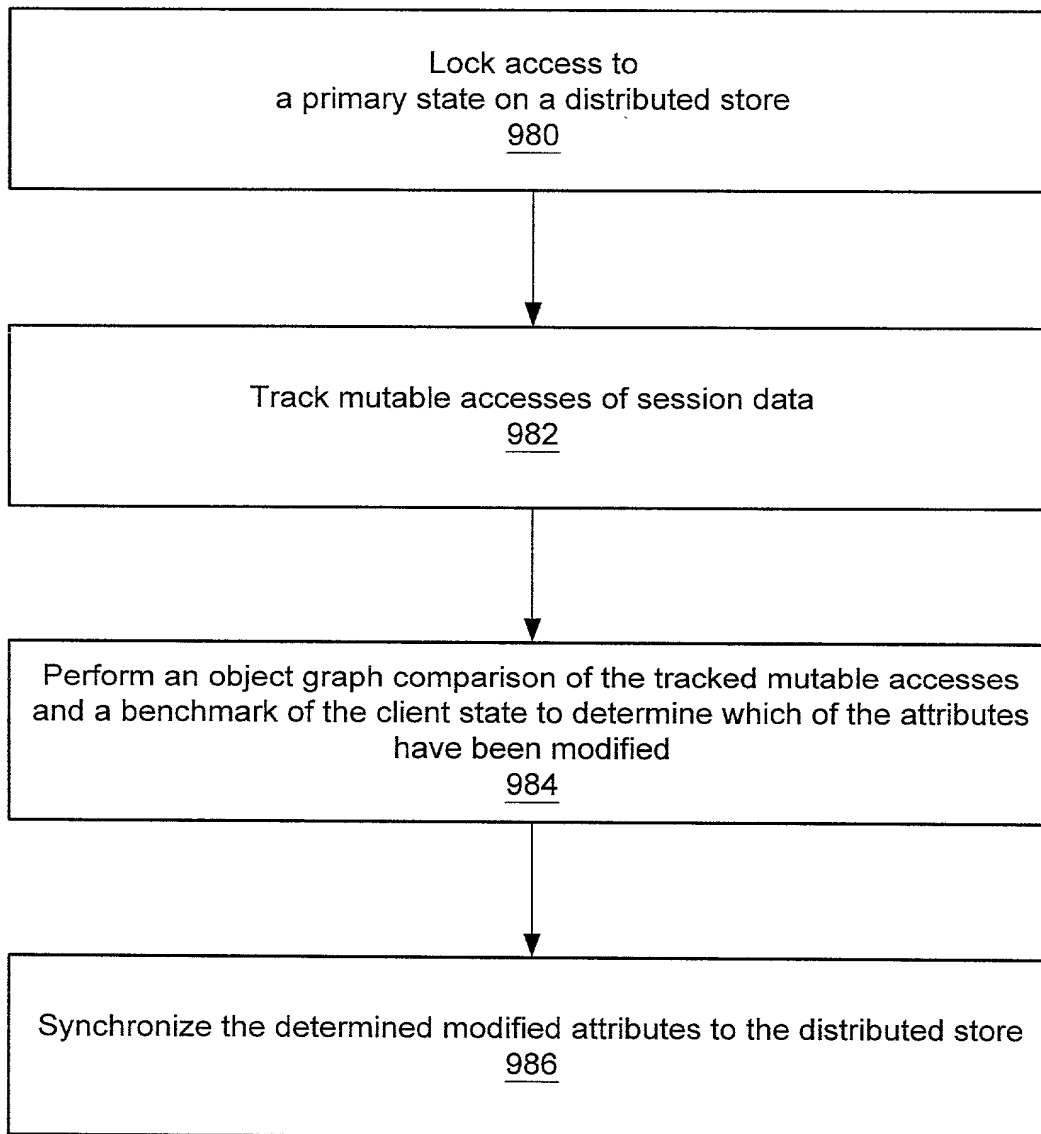 Lock access to
a primary state on a distributed store
980
Track mutable accesses of session data
982
Perform an object graph comparison of the tracked mutable accesses
and a benchmark of the client state to determine which of the attributes
have been modified
984
Synchronize the determined modified attributes to the distributed store
986